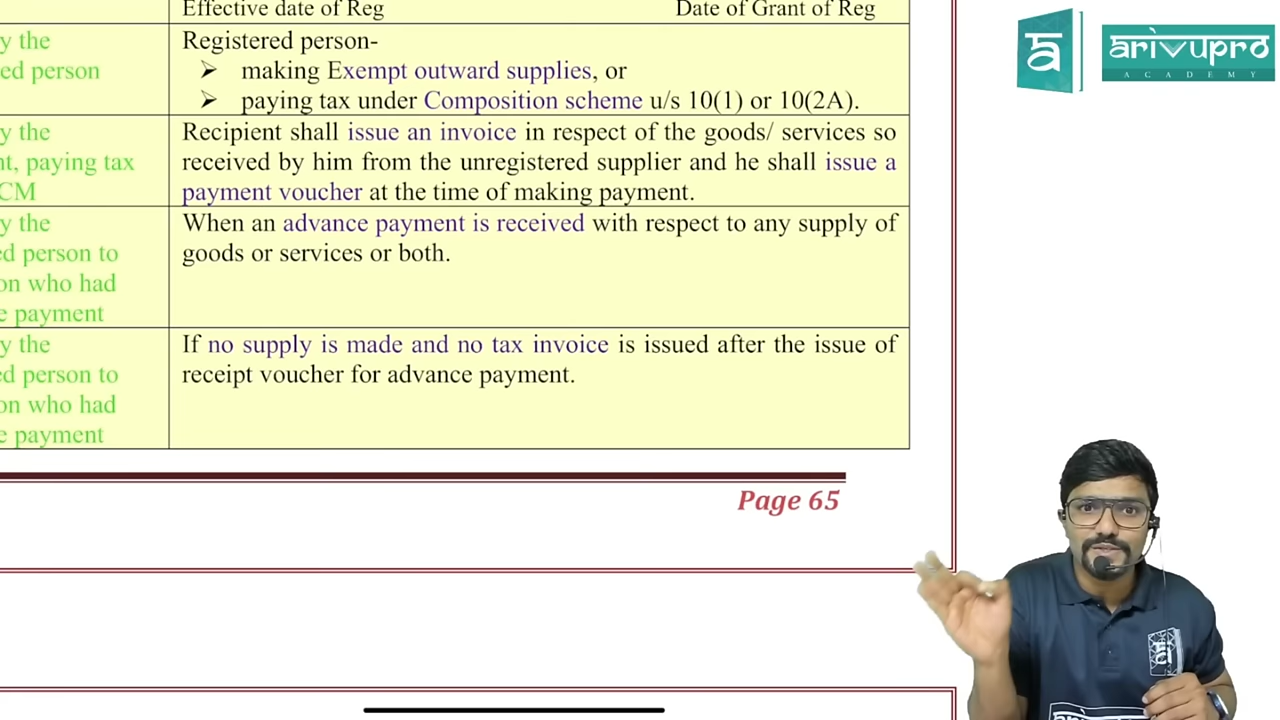 Effective date of Reg Date of Grant of Reg
y the
ed person
Registered person-
➢ making Exempt outward supplies, or
➢ paying tax under Composition scheme u/s 10(1) or 10(2A).
y the
nt, paying tax
CM
Recipient shall issue an invoice in respect of the goods/ services so
received by him from the unregistered supplier and he shall issue a
payment voucher at the time of making payment.
y the
ed person to
on who had
e payment
When an advance payment is received with respect to any supply of
goods or services or both.
y the
ed person to
on who had
e payment
If no supply is made and no tax invoice is issued after the issue of
receipt voucher for advance payment.
Page 65
arivupro
ACADEMY